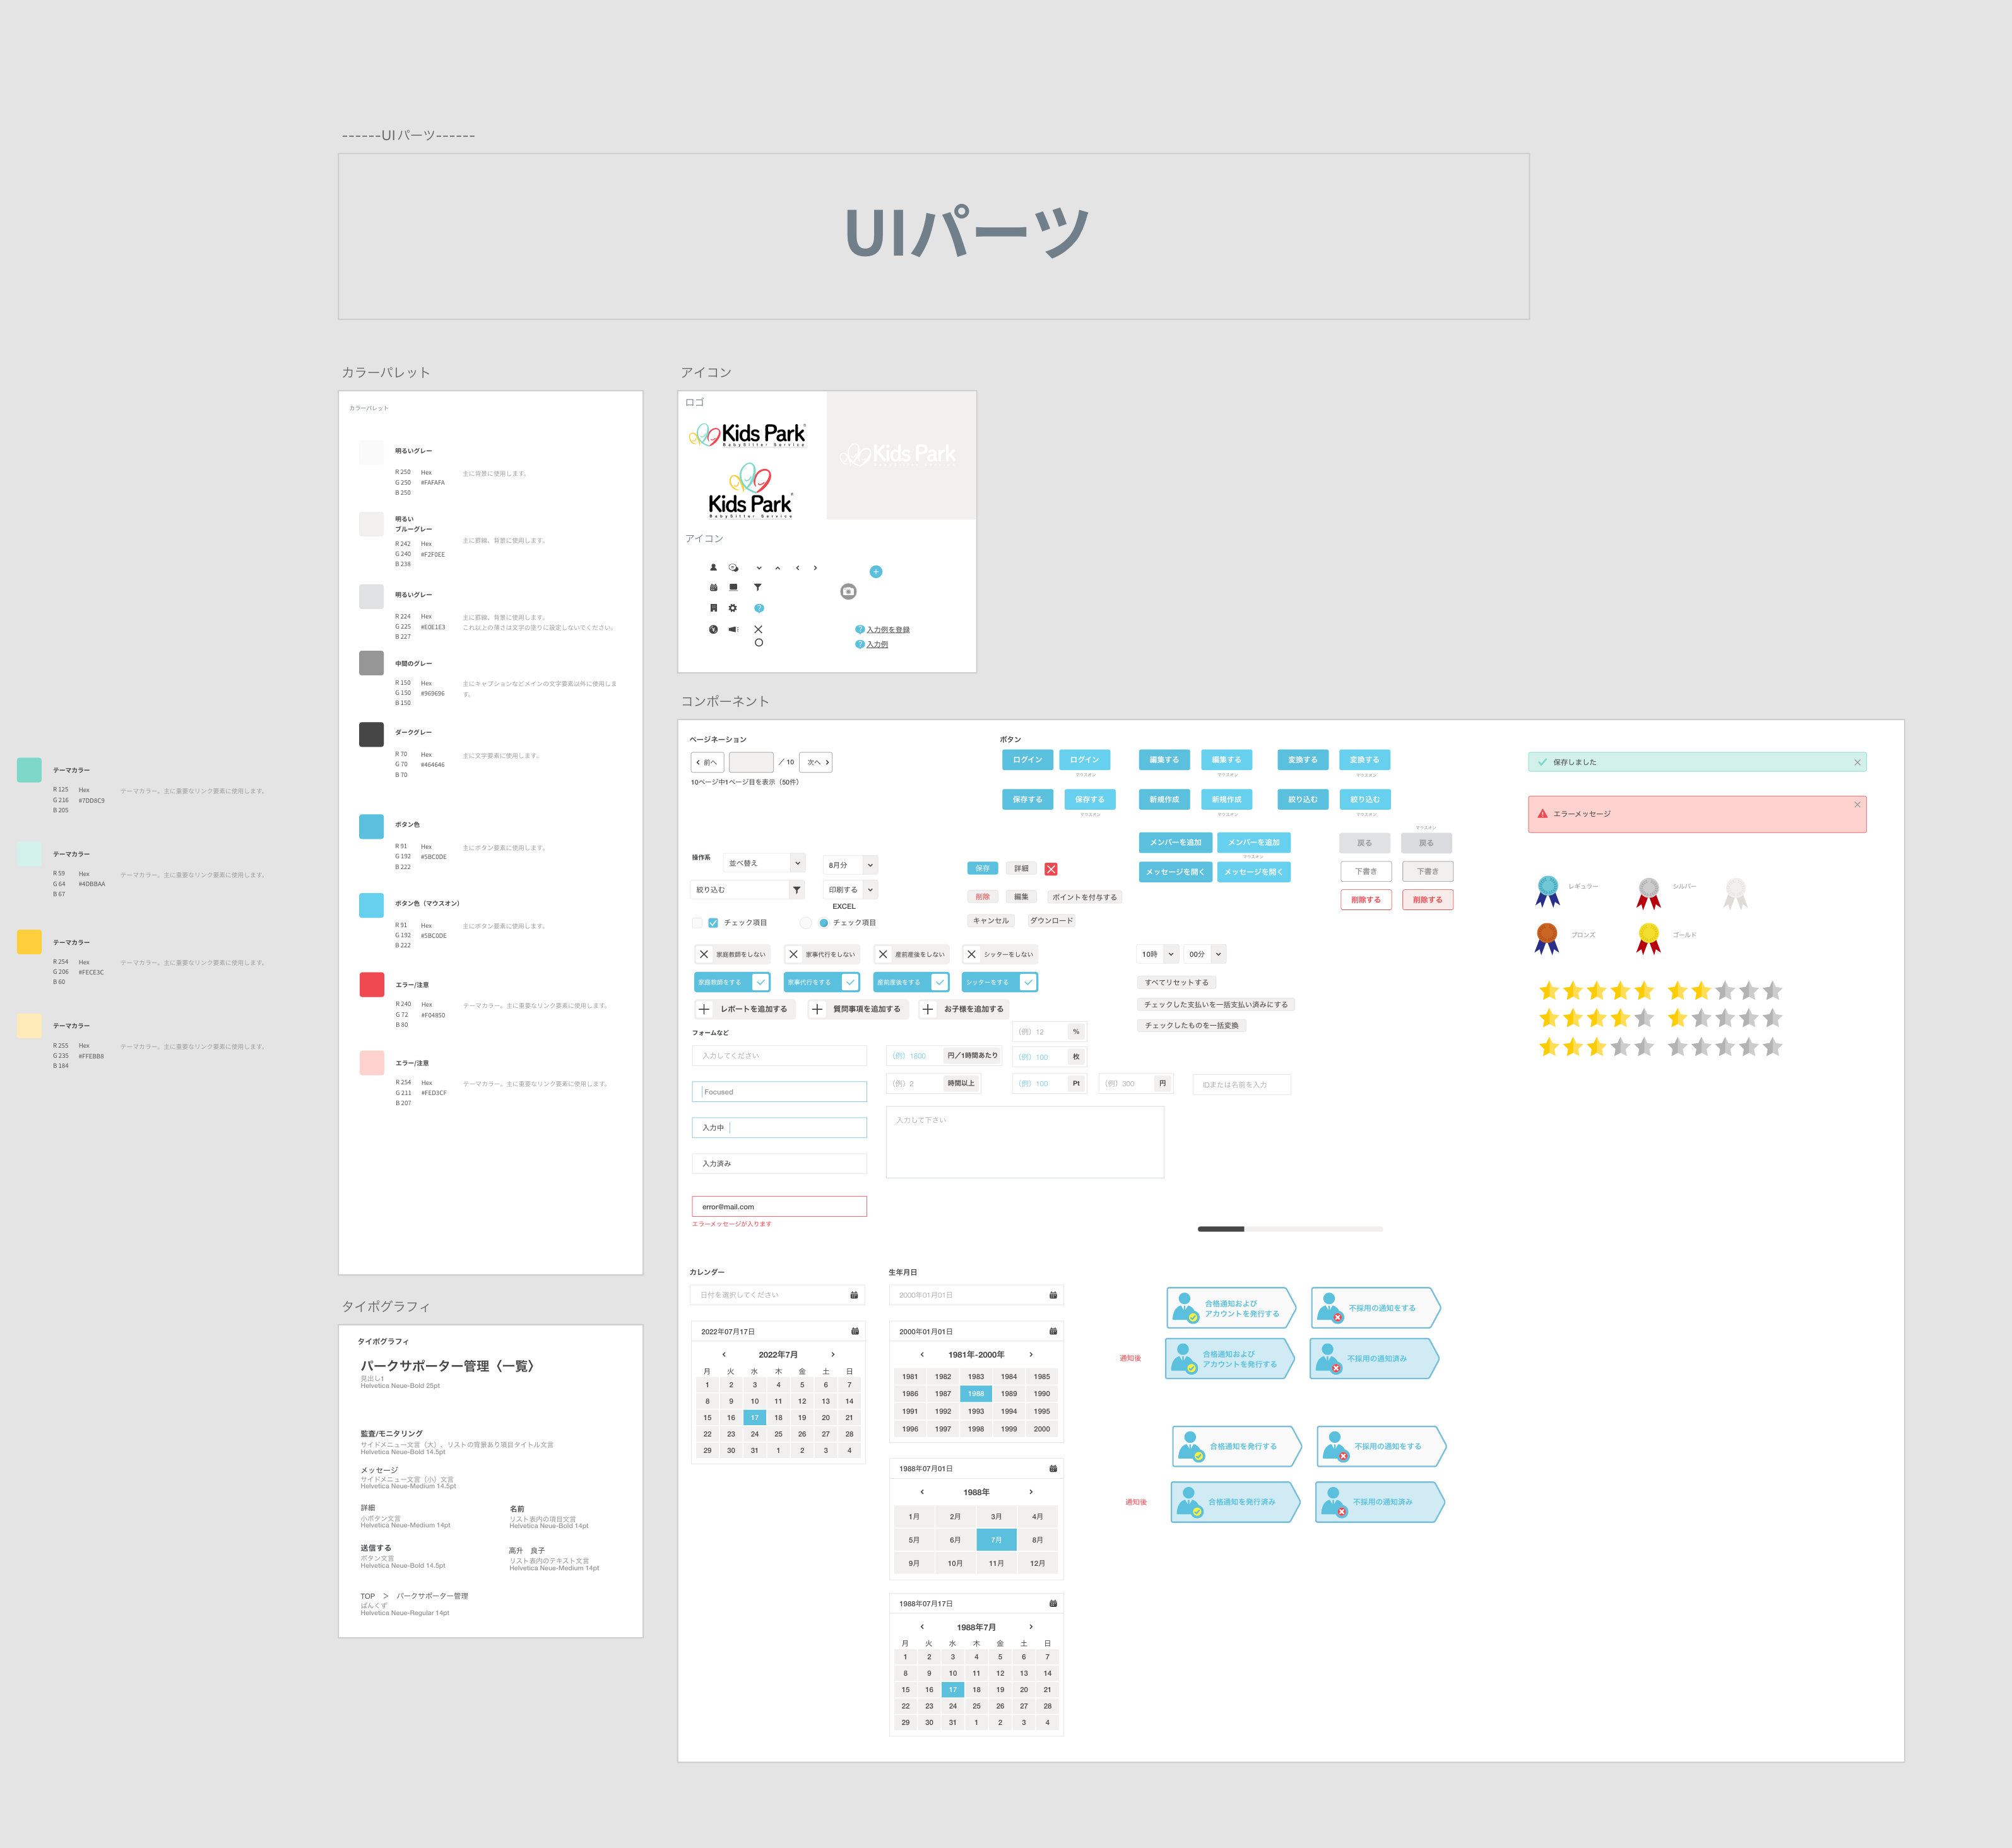 ------UIパーツ------
UIパーツ
カラーパレット
カラーパレット
明るいグレー
R 250 Hex
G 250 #FAFAFA
B 250
主に背景に使用します。
明るい
ブルーグレー
R 242 Hex
G 240 #F2F0EE
B 238
主に罫線、背景に使用します。
明るいグレー
R 224 Hex
G 225 #E0E1E3
B 227
主に罫線、背景に使用します。
これ以上の薄さは文字の塗りに設定しないでください。
中間のグレー
R 150 Hex
G 150 #969696
B 150
主にキャプションなどメインの文字要素以外に使用しま
す。
ダークグレー
R 70 Hex
G 70 #464646
B 70
主に文字要素に使用します。
ボタン色
R 91 Hex
G 192 #5BC0DE
B 222
主にボタン要素に使用します。
ボタン色（マウスオン）
R 91 Hex
G 192 #5BC0DE
B 222
主にボタン要素に使用します。
エラー/注意
R 240 Hex
G 72 #F04850
B 80
テーマカラー。主に重要なリンク要素に使用します。
エラー/注意
R 254 Hex
G 211 #FED3CF
B 207
テーマカラー。主に重要なリンク要素に使用します。
テーマカラー
R 125 Hex
G 216 #7DD8C9
B 205
テーマカラー。主に重要なリンク要素に使用します。
テーマカラー
R 59 Hex
G 64 #4DBBAA
B 67
テーマカラー。主に重要なリンク要素に使用します。
テーマカラー
R 254 Hex
G 206 #FECE3C
B 60
テーマカラー。主に重要なリンク要素に使用します。
テーマカラー
R 255 Hex
G 235 #FFEBB8
B 184
テーマカラー。主に重要なリンク要素に使用します。
タイポグラフィ
タイポグラフィ
パークサポーター管理〈一覧〉
見出し1
Helvetica Neue-Bold 25pt
監査/モニタリング
サイドメニュー文言（大）、リストの背景あり項目タイトル文言
Helvetica Neue-Bold 14.5pt
メッセージ
サイドメニュー文言（小）文言
Helvetica Neue-Medium 14.5pt
詳細
小ボタン文言
Helvetica Neue-Medium 14pt
名前
リスト表内の項目文言
Helvetica Neue-Bold 14pt
送信する
ボタン文言
Helvetica Neue-Bold 14.5pt
高升 良子
リスト表内のテキスト文言
Helvetica Neue-Medium 14pt
TOP ＞ パークサポーター管理
ぱんくず
Helvetica Neue-Regular 14pt
アイコン
ロゴ
Kids Park
BabySitter Service
Kids Park
Kids Park
BabySitter Service
アイコン
? 入力例を登録
? 入力例
コンポーネント
ページネーション
前へ / 10 次へ
10ページ中1ページ目を表示（50件）
ボタン
ログイン ログイン 編集する 編集する 変換する 変換する
マウスオン マウスオン マウスオン
保存する 保存する 新規作成 新規作成 絞り込む 絞り込む
マウスオン マウスオン マウスオン
マウスオン
メンバーを追加 メンバーを追加 戻る 戻る
マウスオン
メッセージを開く メッセージを開く 下書き 下書き
削除する 削除する
操作系
並べ替え 8月分
絞り込む 印刷する
EXCEL
チェック項目 チェック項目
保存 詳細
削除 編集 ポイントを付与する
キャンセル ダウンロード
家庭教師をしない 家事代行をしない 産前産後をしない シッターをしない
家庭教師をする 家事代行をする 産前産後をする シッターをする
レポートを追加する 質問事項を追加する お子様を追加する
10時 00分
すべてリセットする
チェックした支払いを一括支払い済みにする
チェックしたものを一括変換
フォームなど
入力してください
Focused
入力中
入力済み
error@mail.com
エラーメッセージが入ります
（例）12 %
（例）1800 円／1時間あたり （例）100 枚
（例）2 時間以上 （例）100 Pt （例）300 円 IDまたは名前を入力
入力して下さい
保存しました
エラーメッセージ
レギュラー シルバー
ブロンズ ゴールド
カレンダー
日付を選択してください
2022年07月17日
2022年7月
月 火 水 木 金 土 日
1 2 3 4 5 6 7
8 9 10 11 12 13 14
15 16 17 18 19 20 21
22 23 24 25 26 27 28
29 30 31 1 2 3 4
生年月日
2000年01月01日
2000年01月01日
1981年-2000年
1981 1982 1983 1984 1985
1986 1987 1988 1989 1990
1991 1992 1993 1994 1995
1996 1997 1998 1999 2000
1988年07月01日
1988年
1月 2月 3月 4月
5月 6月 7月 8月
9月 10月 11月 12月
1988年07月17日
1988年7月
月 火 水 木 金 土 日
1 2 3 4 5 6 7
8 9 10 11 12 13 14
15 16 17 18 19 20 21
22 23 24 25 26 27 28
29 30 31 1 2 3 4
合格通知および
アカウントを発行する
不採用の通知をする
通知後
合格通知および
アカウントを発行する
不採用の通知済み
合格通知を発行する
不採用の通知をする
通知後
合格通知を発行済み
不採用の通知済み